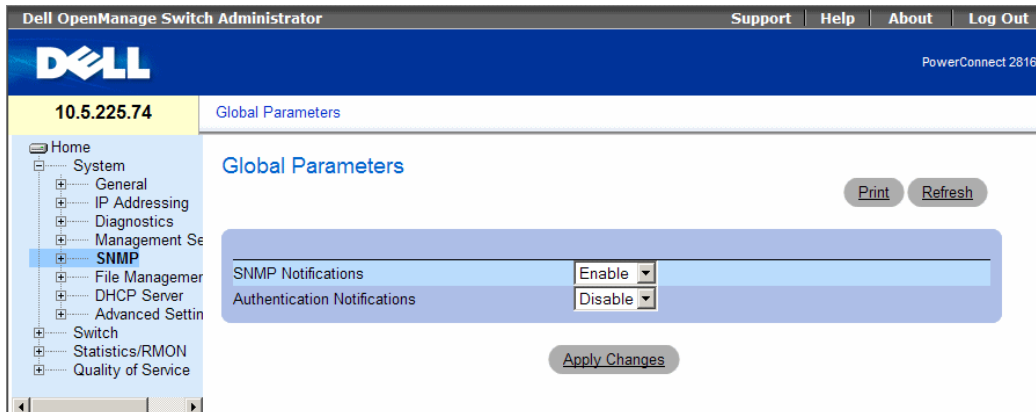 Dell OpenManage Switch Administrator
Support | Help | About | Log Out
DELL
PowerConnect 2816
10.5.225.74
Global Parameters
Home
System
General
IP Addressing
Diagnostics
Management Se
SNMP
File Managemer
DHCP Server
Advanced Settin
Switch
Statistics/RMON
Quality of Service
Global Parameters
Print
Refresh
SNMP Notifications Enable
Authentication Notifications Disable
Apply Changes